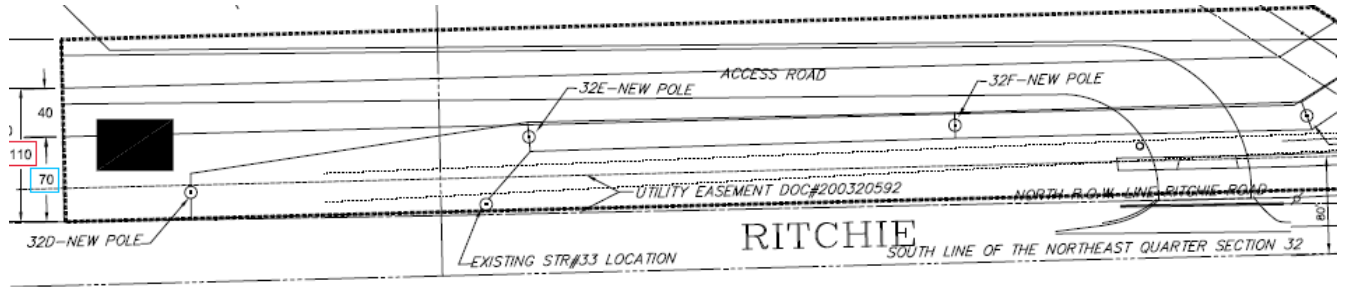 ACCESS ROAD
32E-NEW POLE
32F-NEW POLE
40
110
70
UTILITY EASEMENT DOC#200320592
NORTH R.O.W. LINE RITCHIE ROAD
80'
32D-NEW POLE
RITCHIE
SOUTH LINE OF THE NORTHEAST QUARTER SECTION 32
EXISTING STR#33 LOCATION